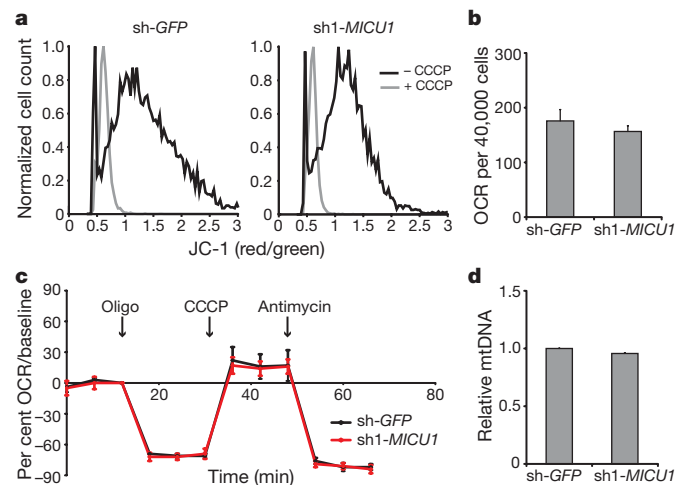 a
sh-GFP
sh1-MICU1
Normalized cell count
1.0
0.8
0.6
0.4
0.2
0
0 0.5 1 1.5 2 2.5 3
1.0
0.8
0.6
0.4
0.2
0
0 0.5 1 1.5 2 2.5 3
– CCCP
+ CCCP
JC-1 (red/green)
b
OCR per 40,000 cells
300
200
100
0
sh-GFP
sh1-MICU1
c
Per cent OCR/baseline
90
60
30
0
–30
–60
–90
Oligo
CCCP
Antimycin
20 40 60 80
sh-GFP
sh1-MICU1
Time (min)
d
Relative mtDNA
1.5
1.0
0.5
0
sh-GFP
sh1-MICU1